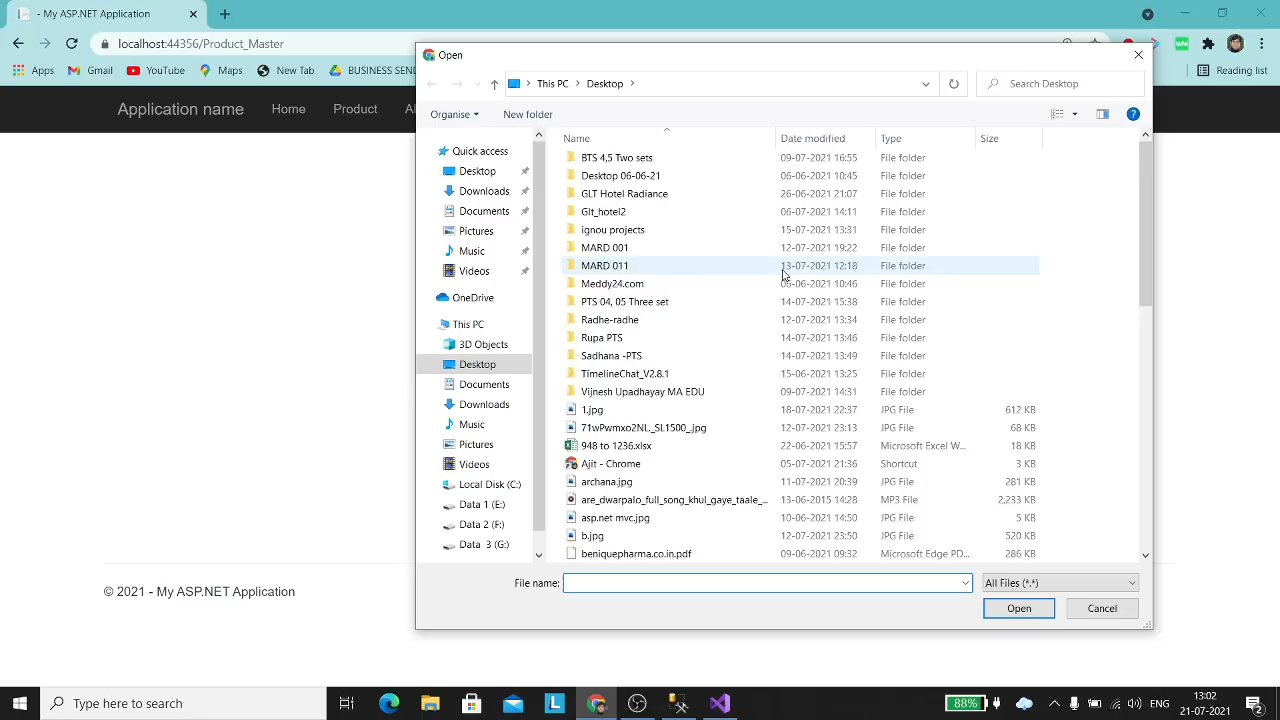 - My ASP.NET Application
localhost:44356/Product_Master
Apps Gmail YouTube Maps New Tab BUSINESS SEND Reading list
Application name Home Product
Open
This PC Desktop Search Desktop
Organise New folder
Name Date modified Type Size
Quick access
Desktop
Downloads
Documents
Pictures
Music
Videos
OneDrive
This PC
3D Objects
Desktop
Documents
Downloads
Music
Pictures
Videos
Local Disk (C:)
Data 1 (E:)
Data 2 (F:)
Data 3 (G:)
BTS 4,5 Two sets 09-07-2021 16:55 File folder
Desktop 06-06-21 06-06-2021 10:45 File folder
GLT Hotel Radiance 26-06-2021 21:07 File folder
Glt_hotel2 06-07-2021 14:11 File folder
ignou projects 15-07-2021 13:31 File folder
MARD 001 12-07-2021 19:22 File folder
MARD 011 13-07-2021 12:18 File folder
Meddy24.com 06-06-2021 10:46 File folder
PTS 04, 05 Three set 14-07-2021 15:38 File folder
Radhe-radhe 12-07-2021 13:34 File folder
Rupa PTS 14-07-2021 13:46 File folder
Sadhana -PTS 14-07-2021 13:49 File folder
TimelineChat_V2.8.1 15-06-2021 13:25 File folder
Vijnesh Upadhayay MA EDU 09-07-2021 14:31 File folder
1.jpg 18-07-2021 22:37 JPG File 612 KB
71wPwmxo2NL._SL1500_.jpg 12-07-2021 23:13 JPG File 68 KB
948 to 1236.xlsx 22-06-2021 15:57 Microsoft Excel W... 18 KB
Ajit - Chrome 05-07-2021 21:36 Shortcut 3 KB
archana.jpg 11-07-2021 20:39 JPG File 281 KB
are_dwarpalo_full_song_khul_gaye_taale_... 13-06-2015 14:28 MP3 File 2,233 KB
asp.net mvc.jpg 10-06-2021 14:50 JPG File 5 KB
b.jpg 12-07-2021 23:50 JPG File 520 KB
beniquepharma.co.in.pdf 09-06-2021 09:32 Microsoft Edge PD... 286 KB
File name: All Files (*.*)
Open Cancel
© 2021 - My ASP.NET Application
Type here to search 88% ENG 13:02
21-07-2021 2